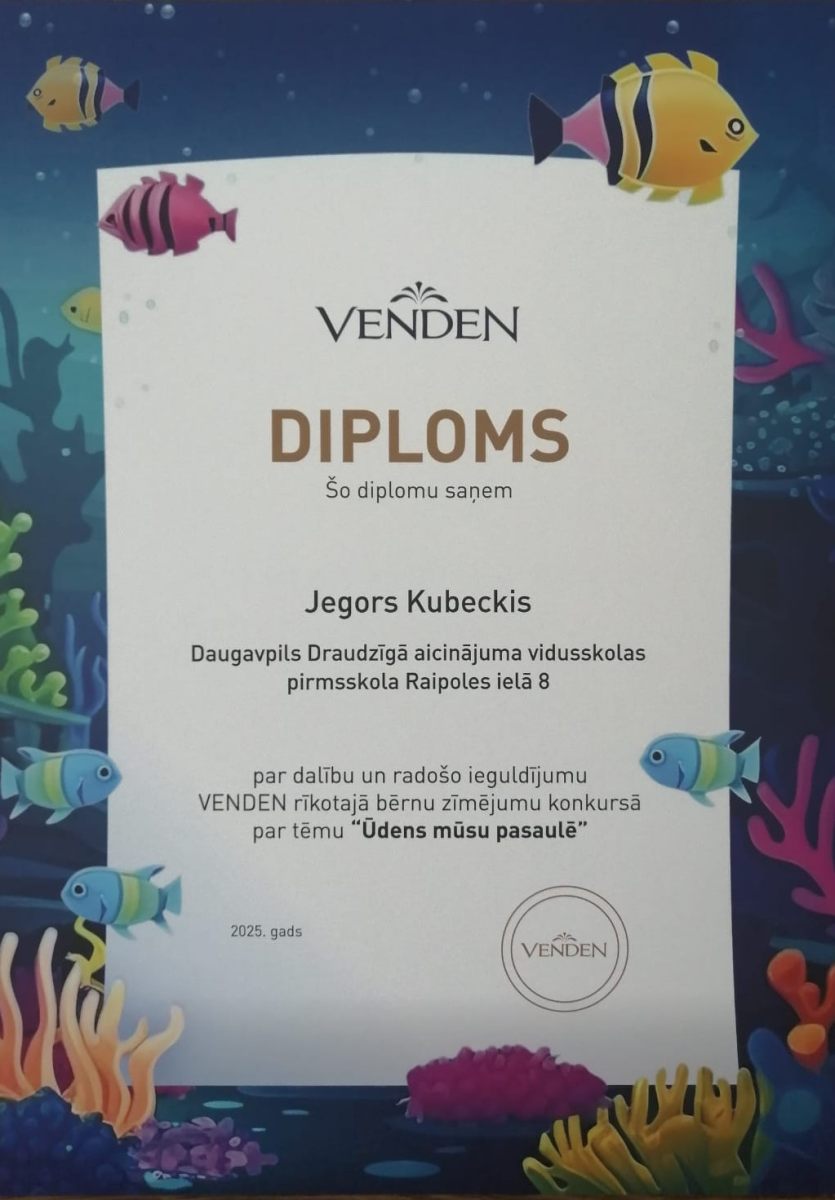 VENDEN
DIPLOMS
Šo diplomu saņem
Jegors Kubeckis
Daugavpils Draudzīgā aicinājuma vidusskolas
pirmsskola Raipoles ielā 8
par dalību un radošo ieguldījumu
VENDEN rīkotajā bērnu zīmējumu konkursā
par tēmu “Ūdens mūsu pasaulē”
2025. gads
VENDEN